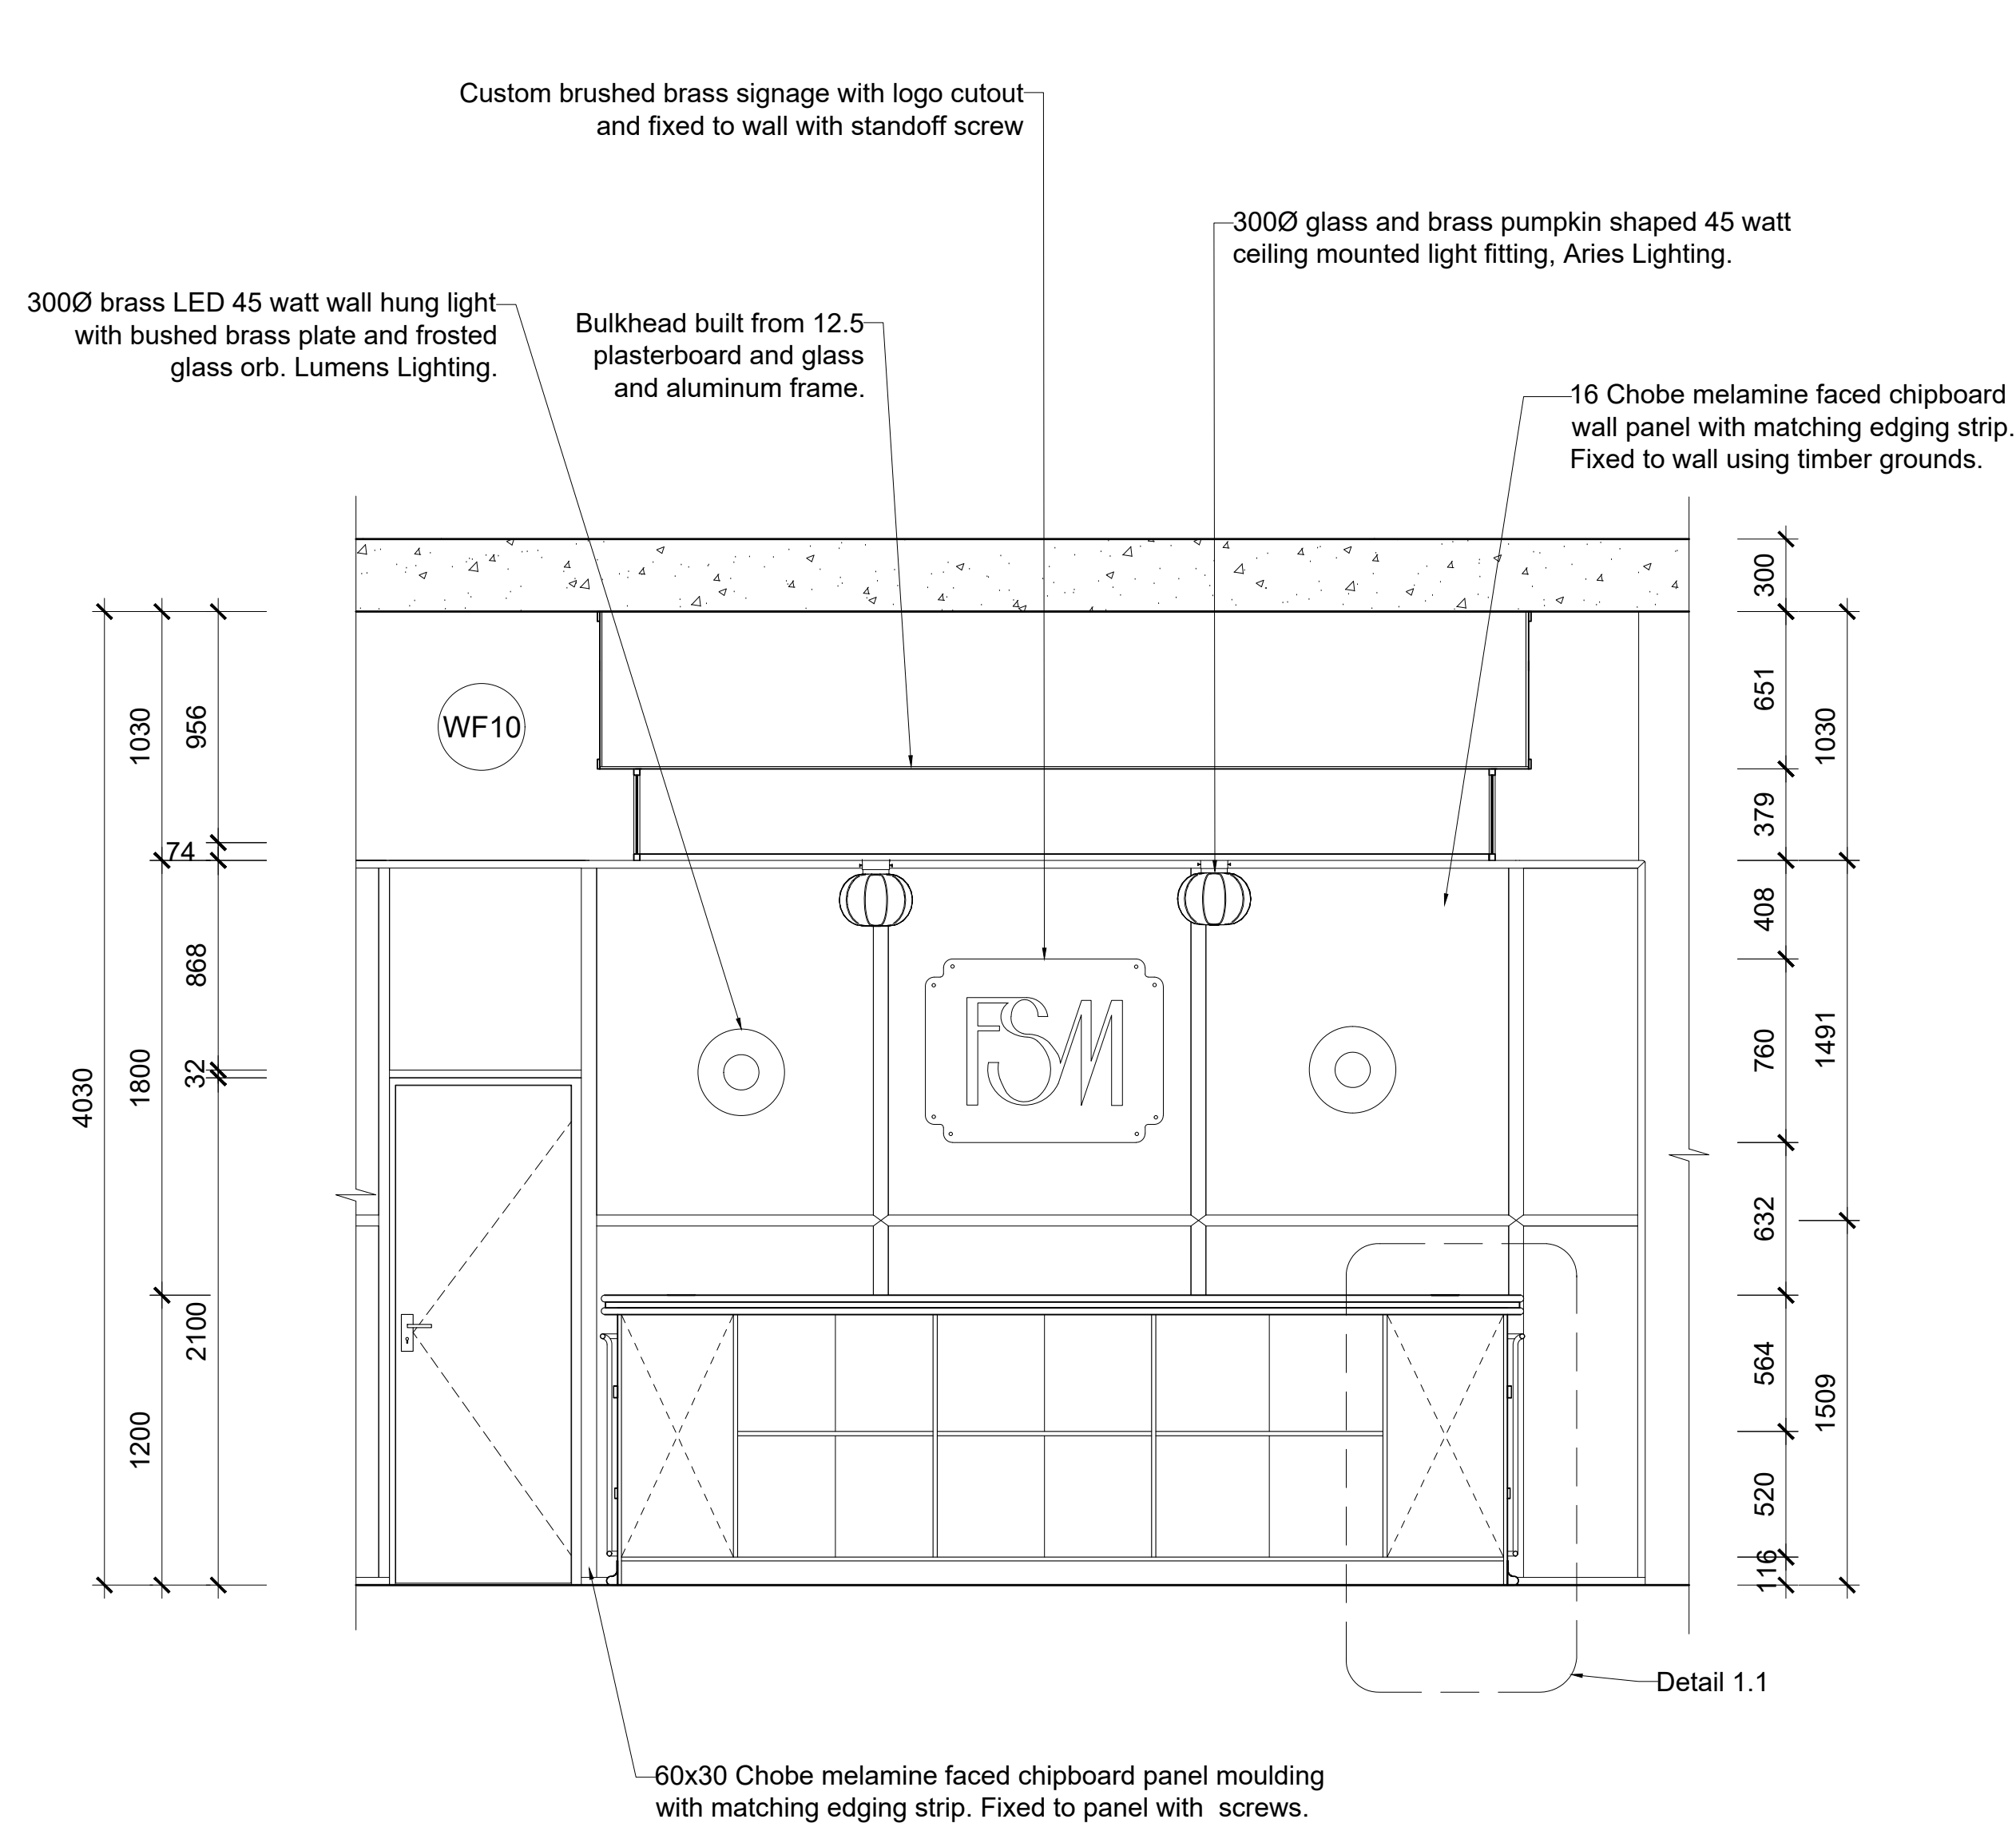 Custom brushed brass signage with logo cutout
and fixed to wall with standoff screw
300Ø glass and brass pumpkin shaped 45 watt
ceiling mounted light fitting, Aries Lighting.
300Ø brass LED 45 watt wall hung light
with bushed brass plate and frosted
glass orb. Lumens Lighting.
Bulkhead built from 12.5
plasterboard and glass
and aluminum frame.
16 Chobe melamine faced chipboard
wall panel with matching edging strip.
Fixed to wall using timber grounds.
WF10
FSM
4030
1030
1800
1200
956
74
868
32
2100
300
651
379
408
760
632
564
520
116
1030
1491
1509
Detail 1.1
60x30 Chobe melamine faced chipboard panel moulding
with matching edging strip. Fixed to panel with  screws.